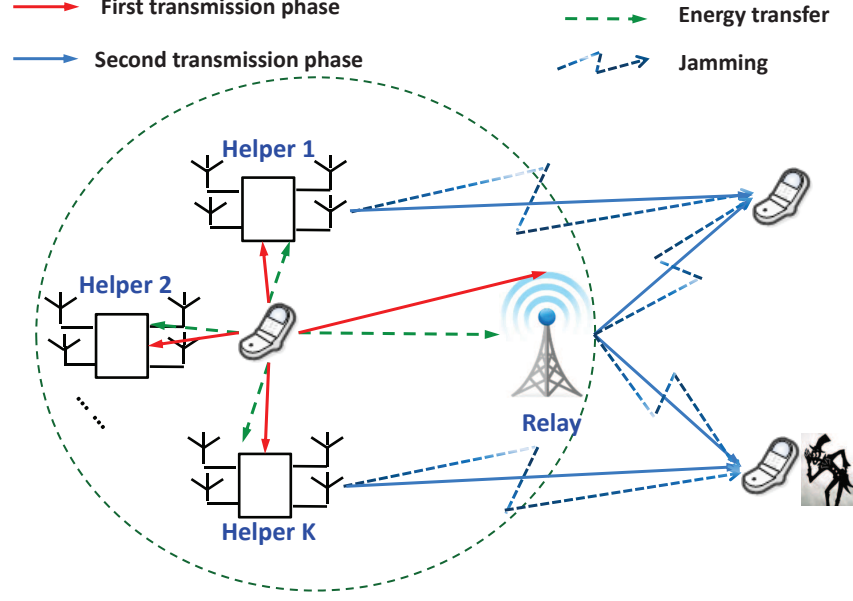 First transmission phase
Energy transfer
Second transmission phase
Jamming
Helper 1
Helper 2
Relay
Helper K